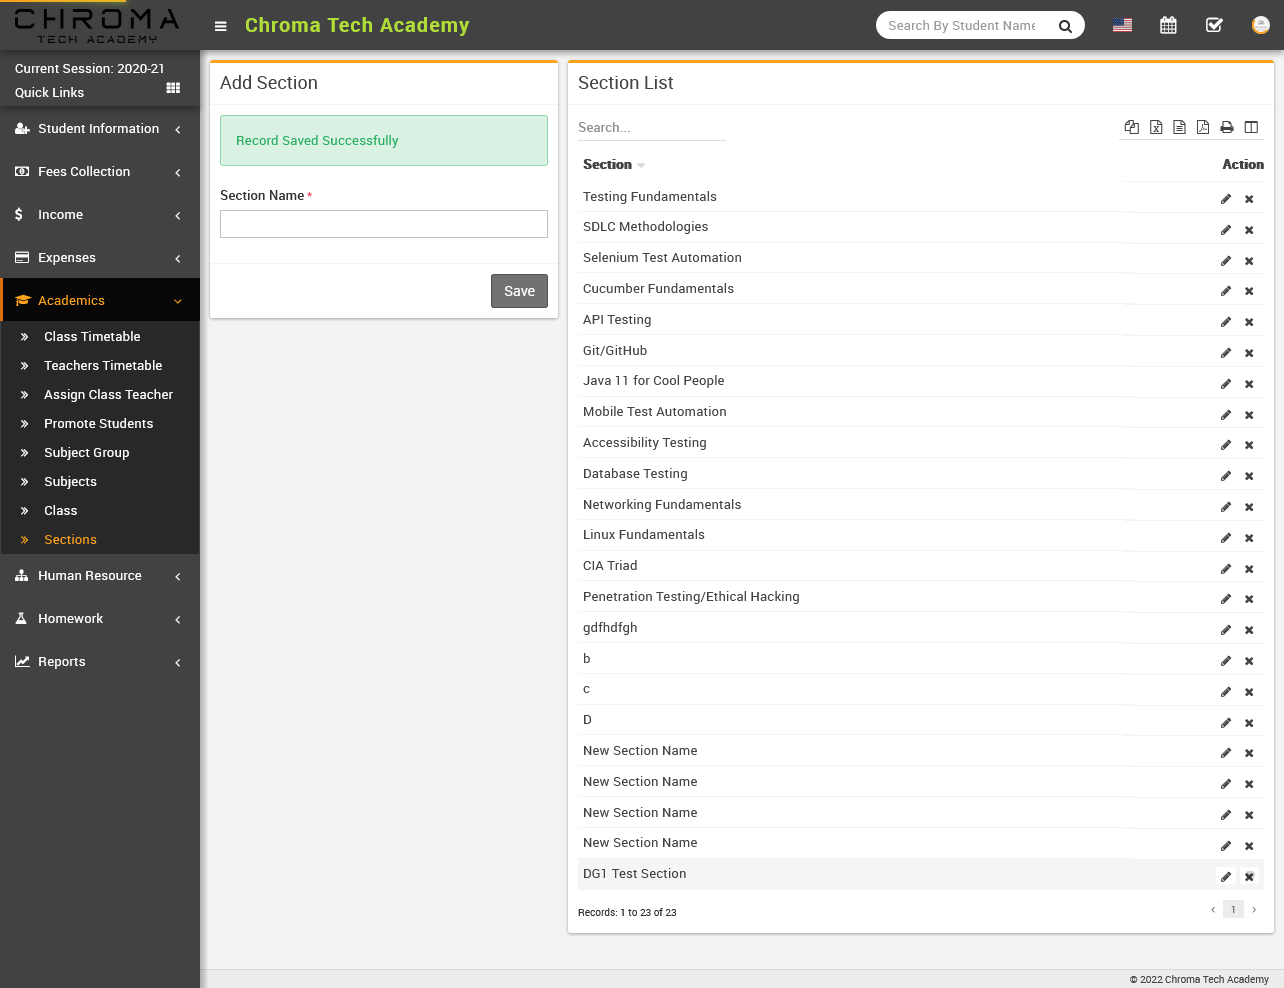 CHROMA
TECH ACADEMY
Chroma Tech Academy
Search By Student Name
Current Session: 2020-21
Quick Links
Student Information
Fees Collection
Income
Expenses
Academics
Class Timetable
Teachers Timetable
Assign Class Teacher
Promote Students
Subject Group
Subjects
Class
Sections
Human Resource
Homework
Reports
Add Section
Record Saved Successfully
Section Name *
Save
Section List
Search...
Section Action
Testing Fundamentals
SDLC Methodologies
Selenium Test Automation
Cucumber Fundamentals
API Testing
Git/GitHub
Java 11 for Cool People
Mobile Test Automation
Accessibility Testing
Database Testing
Networking Fundamentals
Linux Fundamentals
CIA Triad
Penetration Testing/Ethical Hacking
gdfhdfgh
b
c
D
New Section Name
New Section Name
New Section Name
New Section Name
DG1 Test Section
Records: 1 to 23 of 23
1
© 2022 Chroma Tech Academy